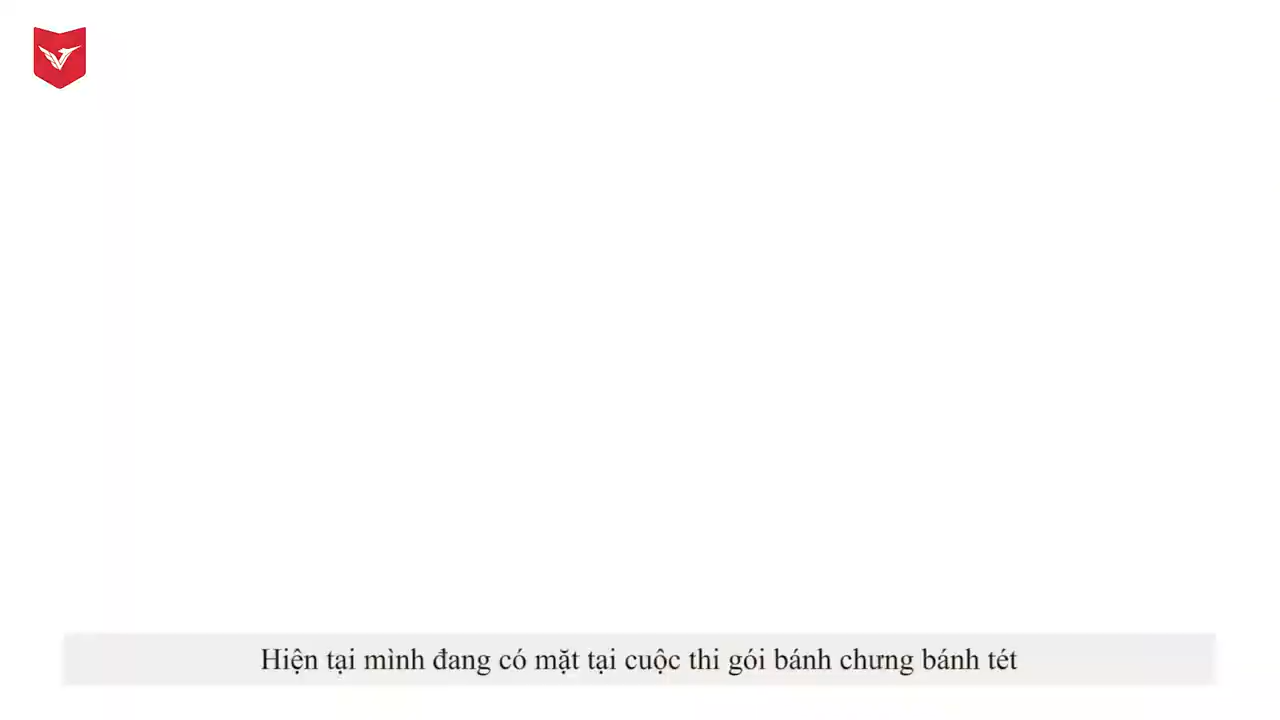 Hiện tại mình đang có mặt tại cuộc thi gói bánh chưng bánh tét